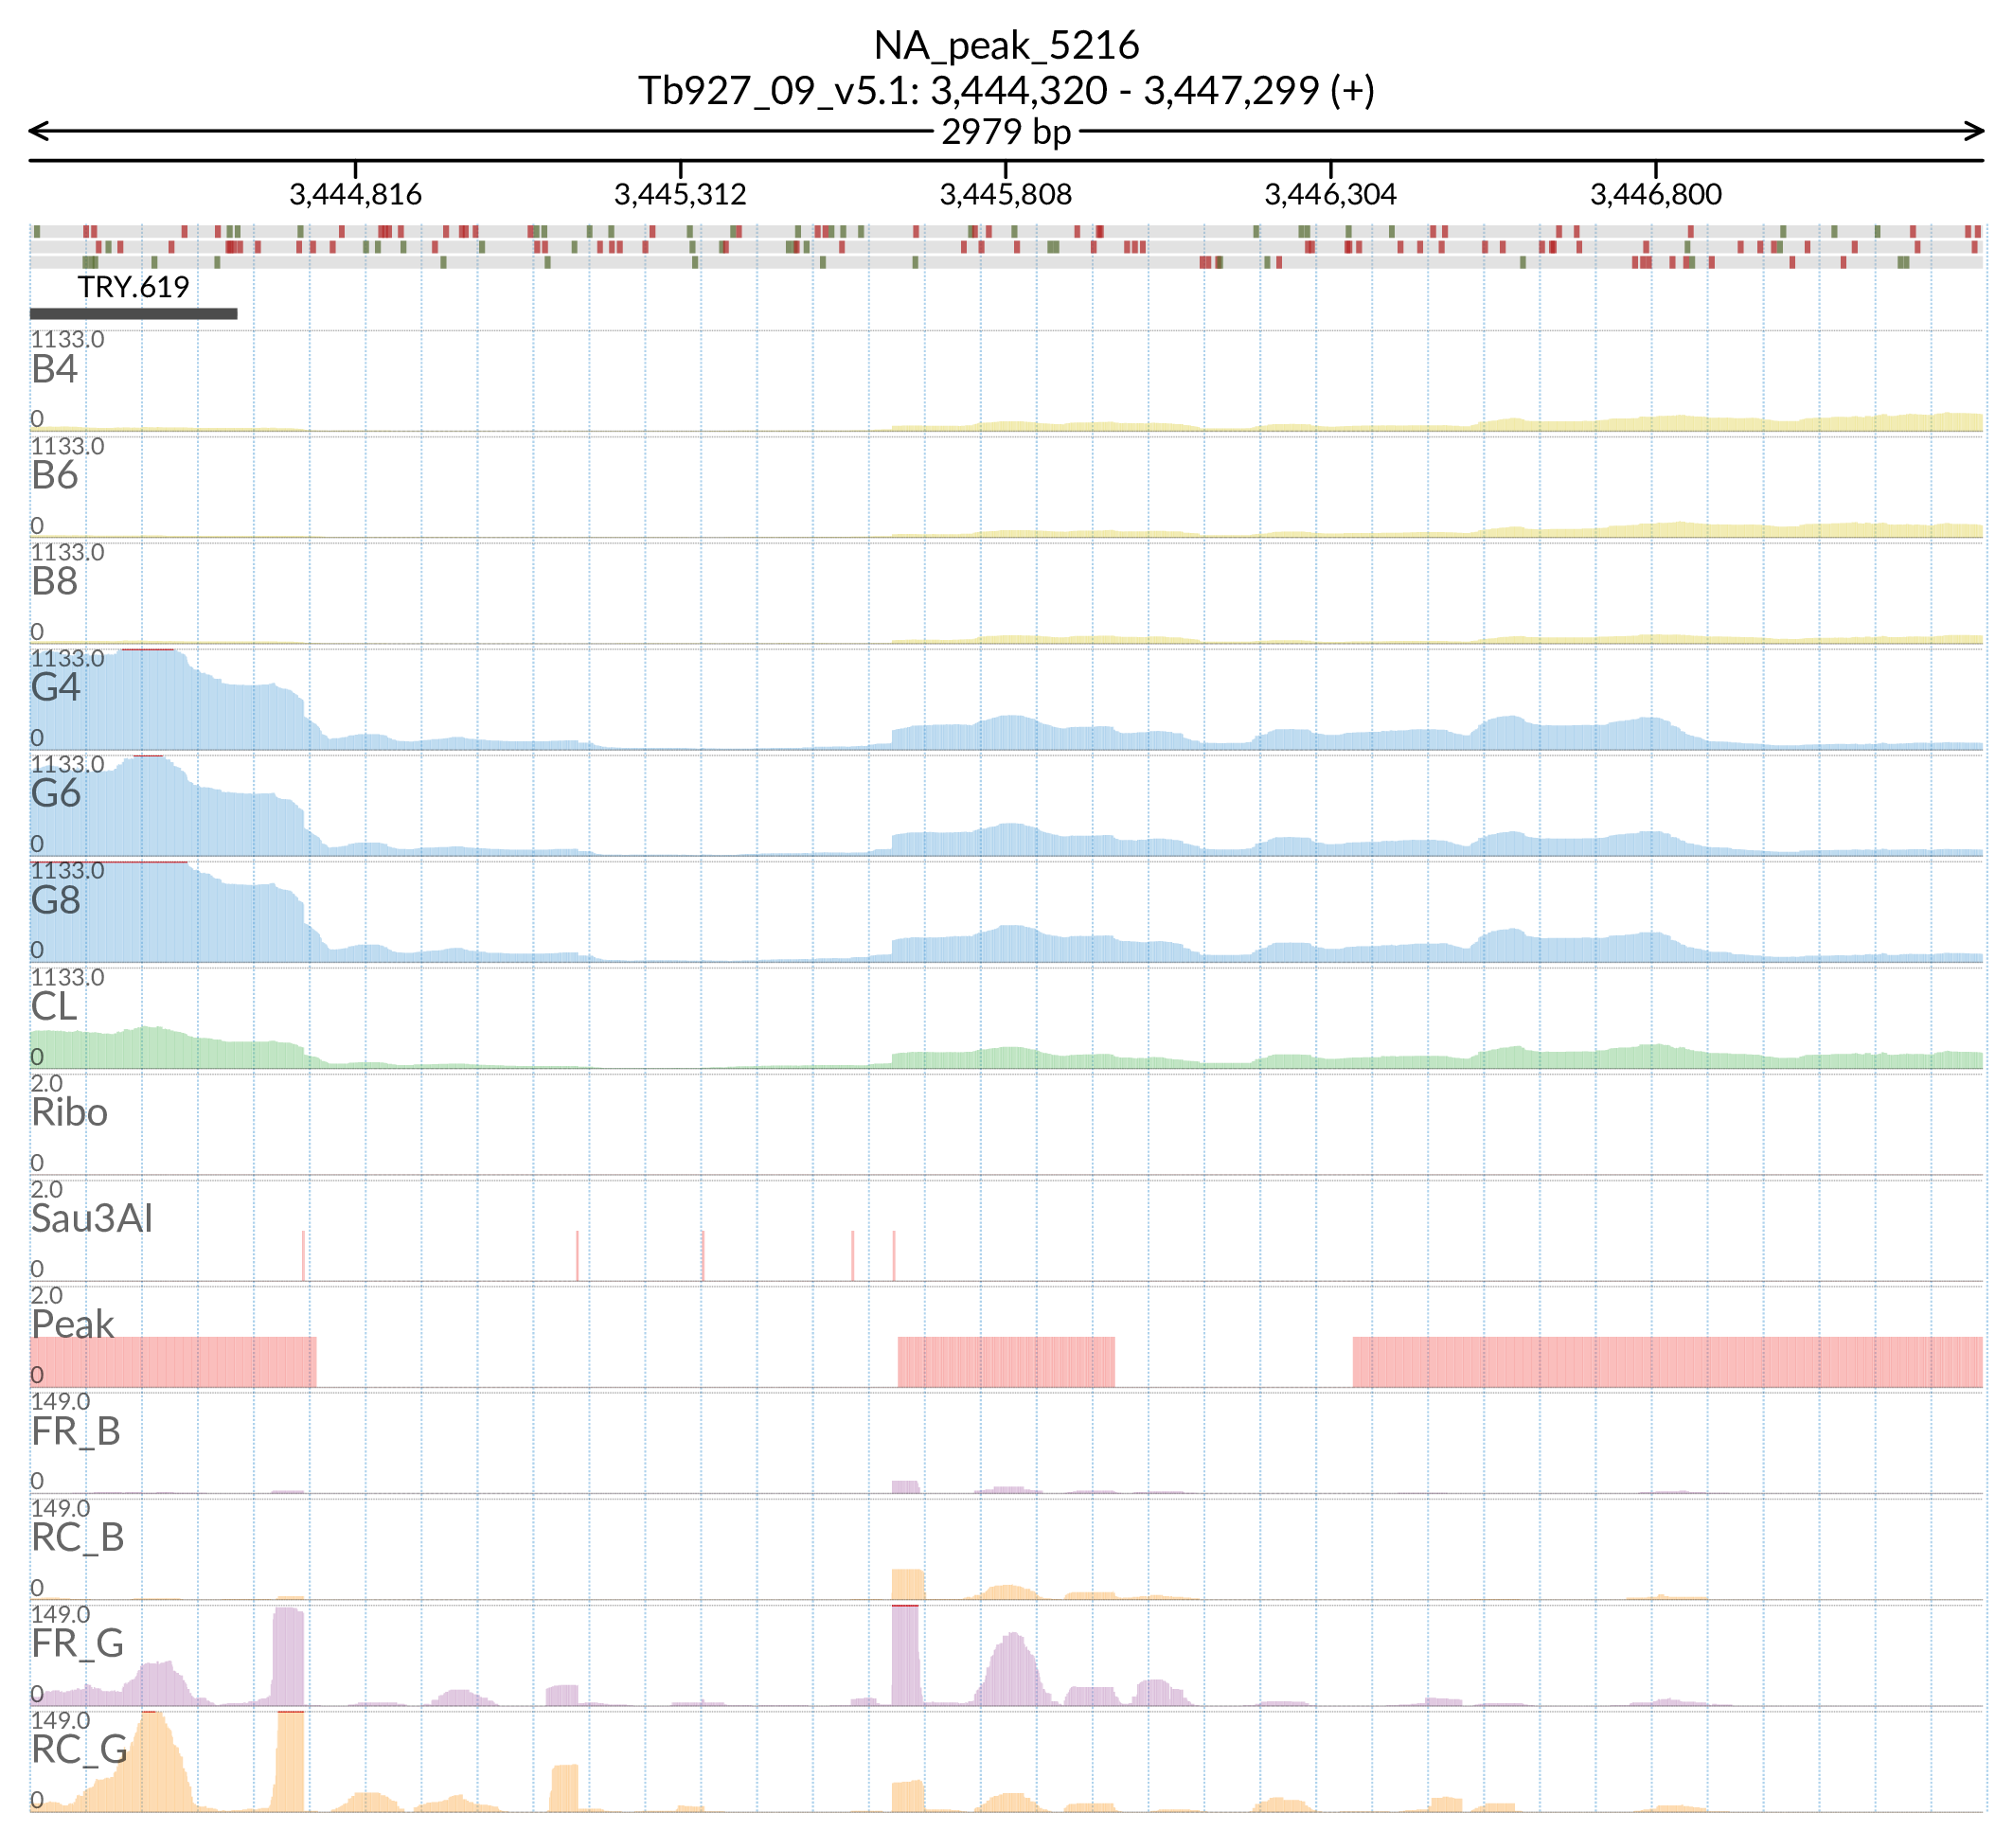 NA_peak_5216
Tb927_09_v5.1: 3,444,320 - 3,447,299 (+)
2979 bp
3,444,816 3,445,312 3,445,808 3,446,304 3,446,800
TRY.619
1133.0
B4
0
1133.0
B6
0
1133.0
B8
0
1133.0
G4
0
1133.0
G6
0
1133.0
G8
0
1133.0
CL
0
2.0
Ribo
0
2.0
Sau3AI
0
2.0
Peak
0
149.0
FR_B
0
149.0
RC_B
0
149.0
FR_G
0
149.0
RC_G
0